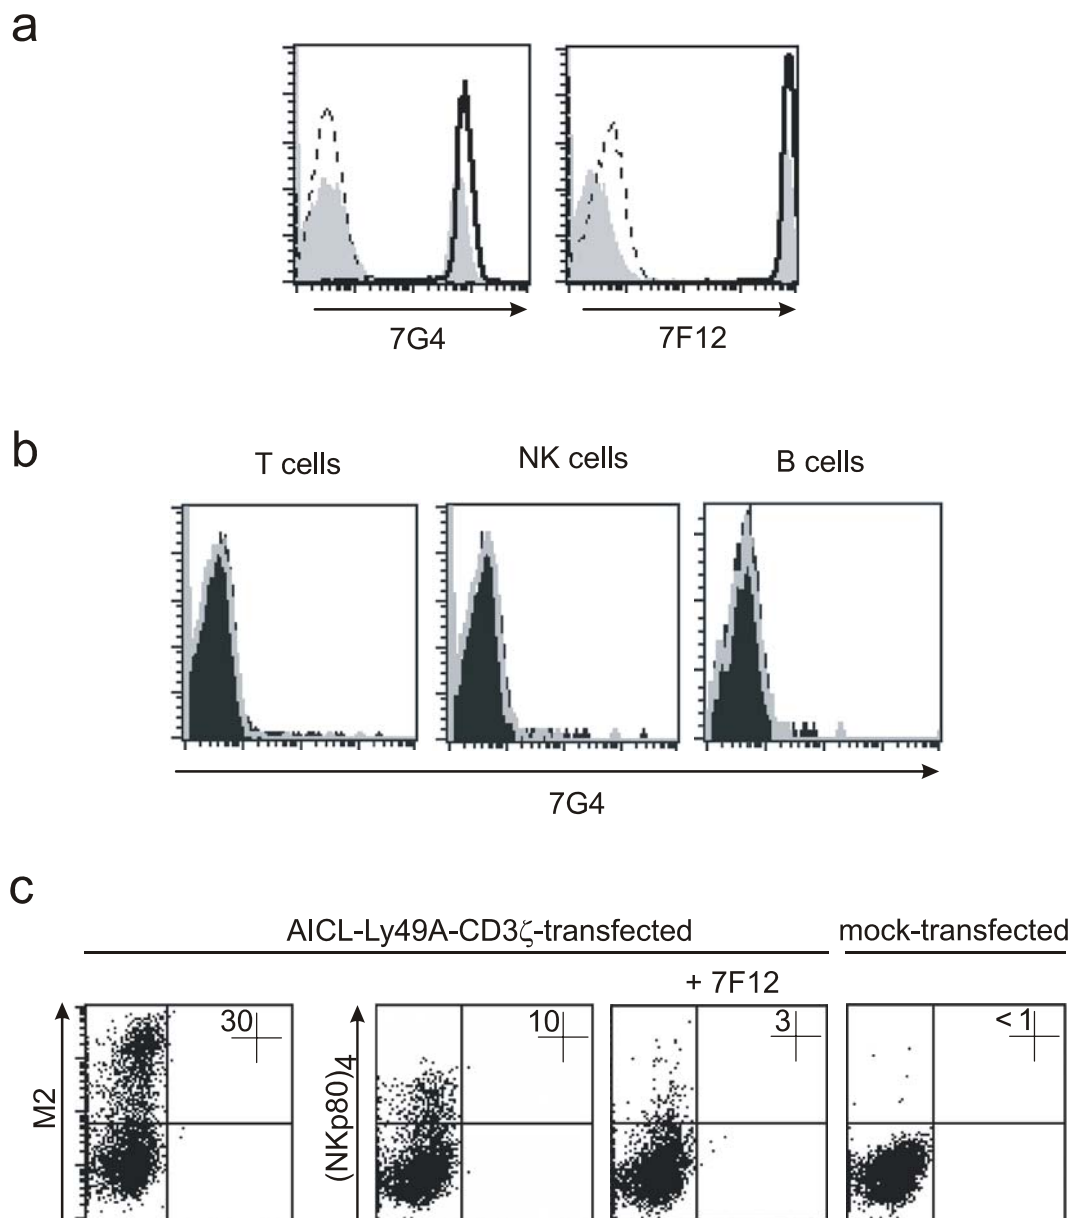 a
7G4 7F12
b
T cells NK cells B cells
7G4
c
AICL-Ly49A-CD3ζ-transfected mock-transfected
+ 7F12
30 10 3 < 1
M2
(NKp80)4